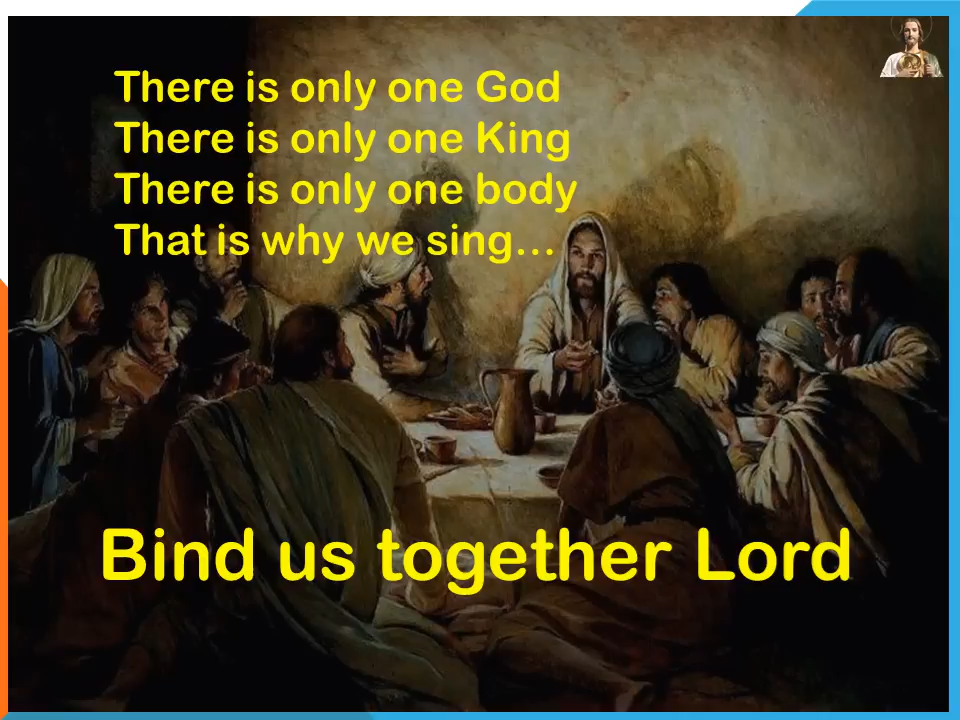 There is only one God
There is only one King
There is only one body
That is why we sing…
Bind us together Lord